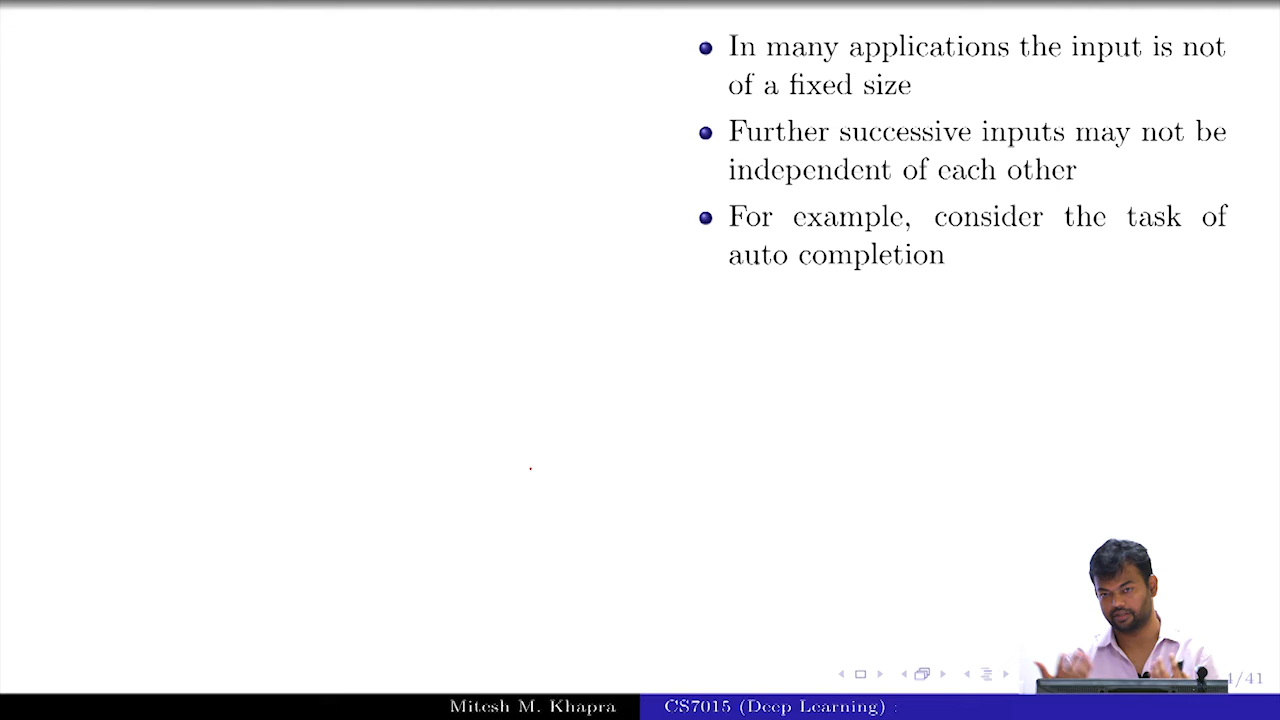 In many applications the input is not
of a fixed size
Further successive inputs may not be
independent of each other
For example, consider the task of
auto completion
/41
Mitesh M. Khapra
CS7015 (Deep Learning) :